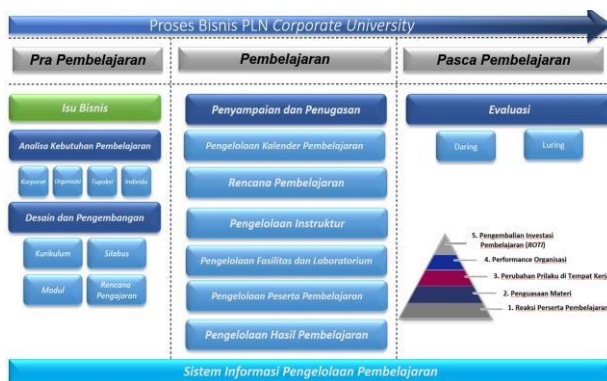 Proses Bisnis PLN Corporate University
Pra Pembelajaran
Pembelajaran
Pasca Pembelajaran
Isu Bisnis
Analisa Kebutuhan Pembelajaran
Korporat
Organisasi
Tupoksi
Individu
Desain dan Pengembangan
Kurikulum
Silabus
Modul
Rencana
Pengajaran
Penyampaian dan Penugasan
Pengelolaan Kalender Pembelajaran
Rencana Pembelajaran
Pengelolaan Instruktur
Pengelolaan Fasilitas dan Laboratorium
Pengelolaan Peserta Pembelajaran
Pengelolaan Hasil Pembelajaran
Evaluasi
Daring
Luring
5. Pengembalian Investasi
Pembelajaran (ROTI)
4. Performance Organisasi
3. Perubahan Prilaku di Tempat Kerja
2. Penguasaan Materi
1. Reaksi Perserta Pembelajaran
Sistem Informasi Pengelolaan Pembelajaran